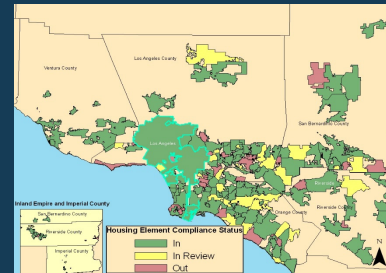 Los Angeles County
Ventura County
San Bernardino County
Los Angeles
Riverside
Riverside County
Orange County
Inland Empire and Imperial County
San Bernardino County
Riverside County
Imperial County
Housing Element Compliance Status
In
In Review
Out
N